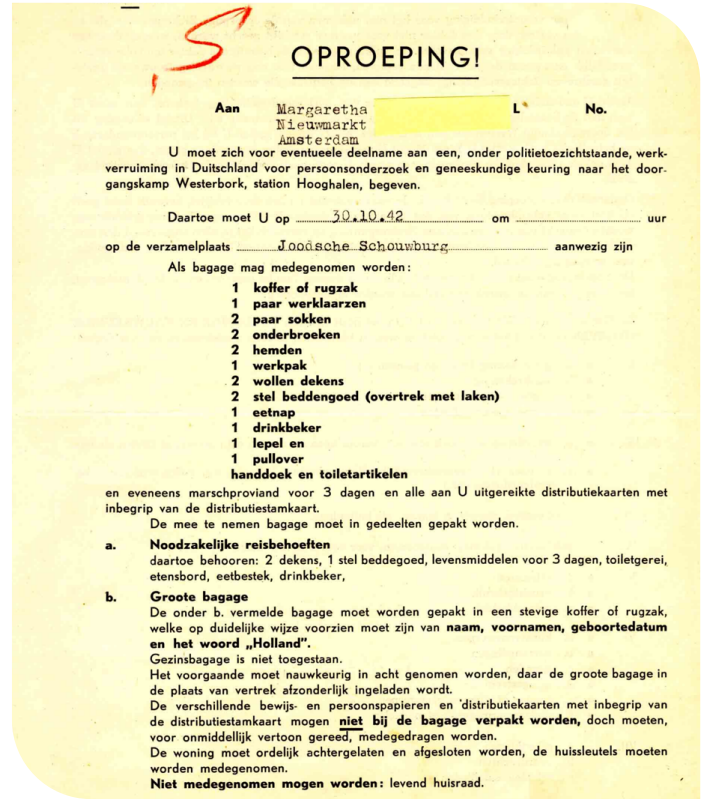 OPROEPING!
Aan Margaretha L No.
Nieuwmarkt
Amsterdam
U moet zich voor eventueele deelname aan een, onder politietoezichtstaande, werk-
verruiming in Duitschland voor persoonsonderzoek en geneeskundige keuring naar het door-
gangskamp Westerbork, station Hooghalen, begeven.
Daartoe moet U op 30.10.42 om uur
op de verzamelplaats Joodsche Schouwburg aanwezig zijn
Als bagage mag medegenomen worden:
1 koffer of rugzak
1 paar werklaarzen
2 paar sokken
2 onderbroeken
2 hemden
1 werkpak
2 wollen dekens
2 stel beddengoed (overtrek met laken)
1 eetnap
1 drinkbeker
1 lepel en
1 pullover
handdoek en toiletartikelen
en eveneens marschproviand voor 3 dagen en alle aan U uitgereikte distributiekaarten met
inbegrip van de distributiestamkaart.
De mee te nemen bagage moet in gedeelten gepakt worden.
a. Noodzakelijke reisbehoeften
daartoe behooren: 2 dekens, 1 stel beddegoed, levensmiddelen voor 3 dagen, toiletgerei,
etensbord, eetbestek, drinkbeker,
b. Groote bagage
De onder b. vermelde bagage moet worden gepakt in een stevige koffer of rugzak,
welke op duidelijke wijze voorzien moet zijn van naam, voornamen, geboortedatum
en het woord „Holland".
Gezinsbagage is niet toegestaan.
Het voorgaande moet nauwkeurig in acht genomen worden, daar de groote bagage in
de plaats van vertrek afzonderlijk ingeladen wordt.
De verschillende bewijs- en persoonspapieren en distributiekaarten met inbegrip van
de distributiestamkaart mogen niet bij de bagage verpakt worden, doch moeten,
voor onmiddellijk vertoon gereed, medegedragen worden.
De woning moet ordelijk achtergelaten en afgesloten worden, de huissleutels moeten
worden medegenomen.
Niet medegenomen mogen worden: levend huisraad.